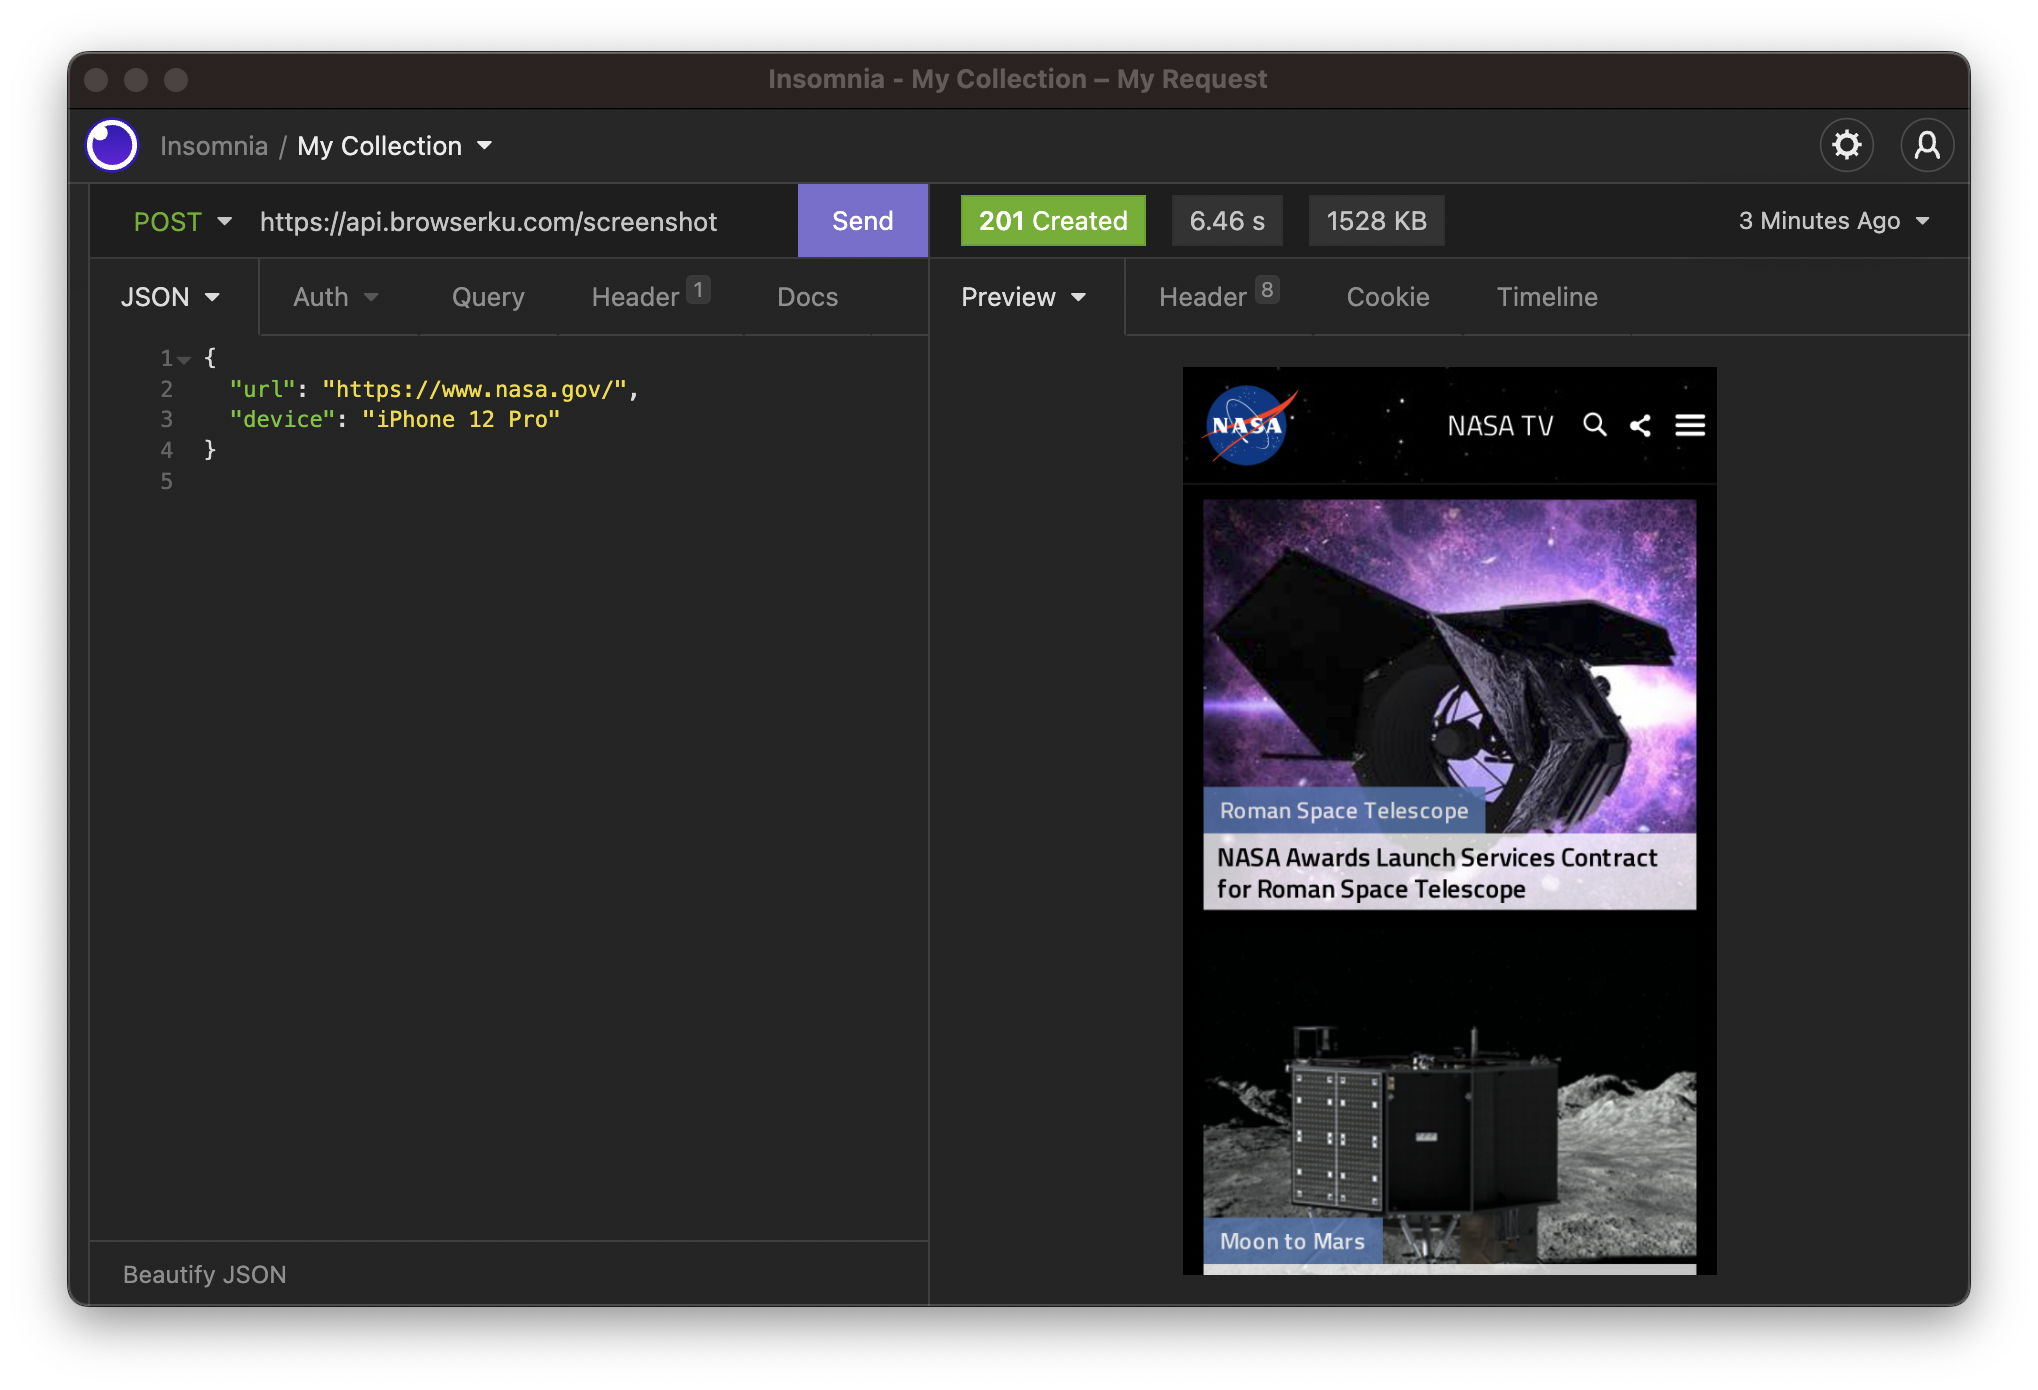 Insomnia - My Collection – My Request
Insomnia / My Collection
POST https://api.browserku.com/screenshot Send
201 Created 6.46 s 1528 KB 3 Minutes Ago
JSON Auth Query Header 1 Docs
Preview Header 8 Cookie Timeline
1 {
2 "url": "https://www.nasa.gov/",
3 "device": "iPhone 12 Pro"
4 }
5
Beautify JSON
NASA NASA TV
Roman Space Telescope
NASA Awards Launch Services Contract
for Roman Space Telescope
Moon to Mars